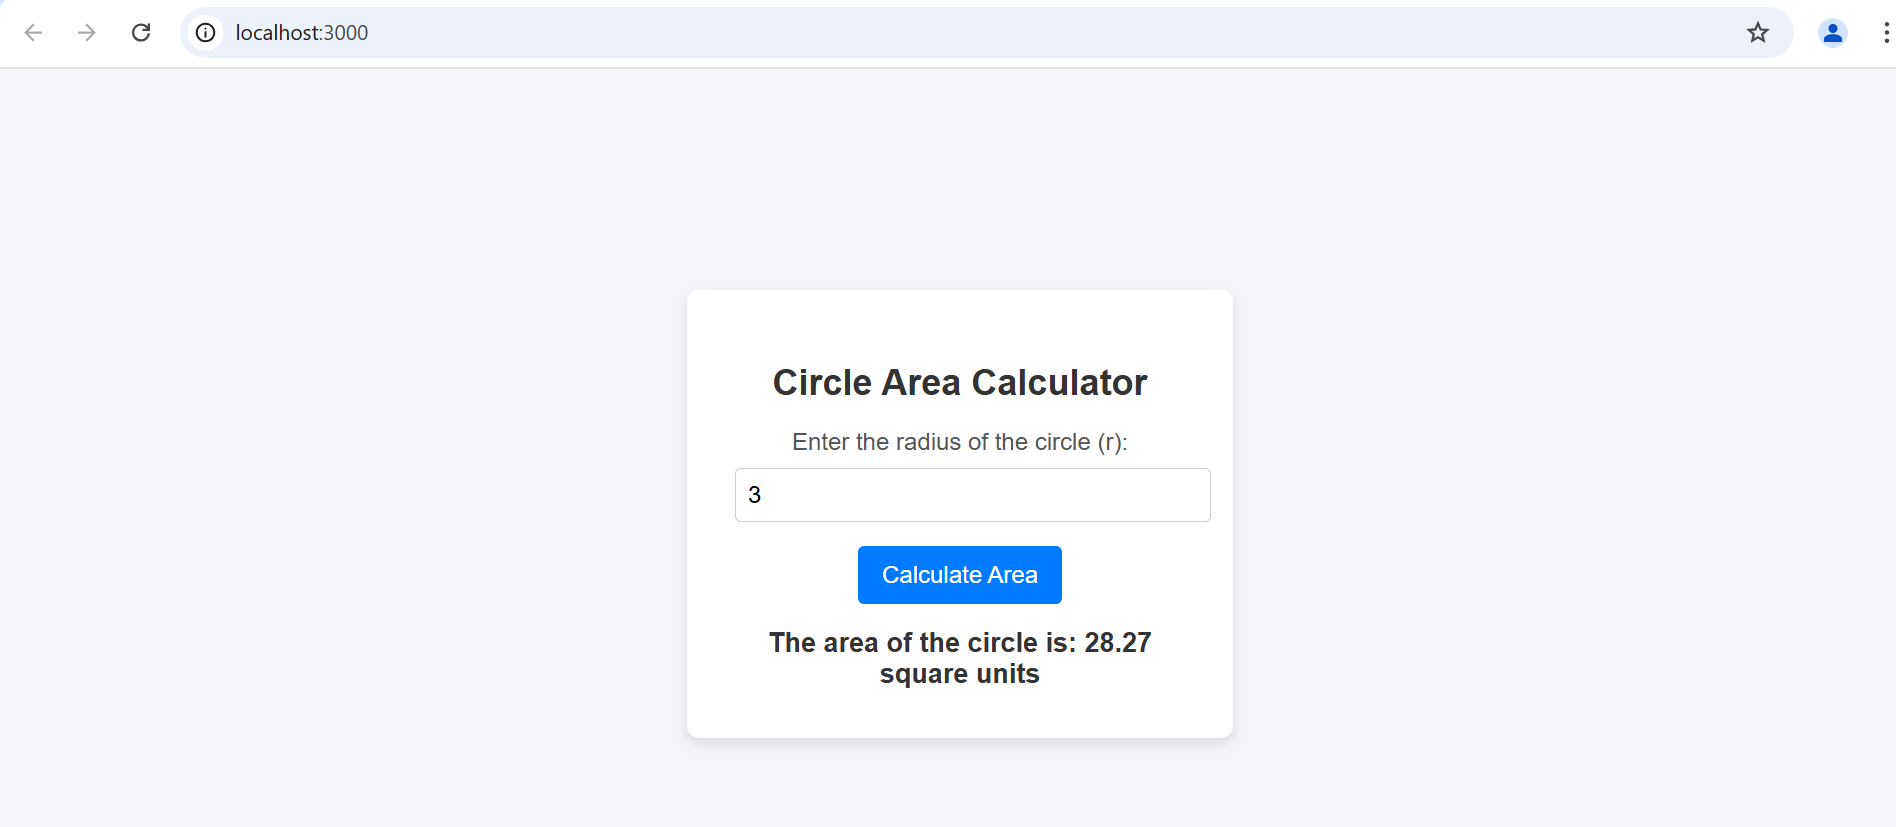 localhost:3000
Circle Area Calculator
Enter the radius of the circle (r):
3
Calculate Area
The area of the circle is: 28.27
square units